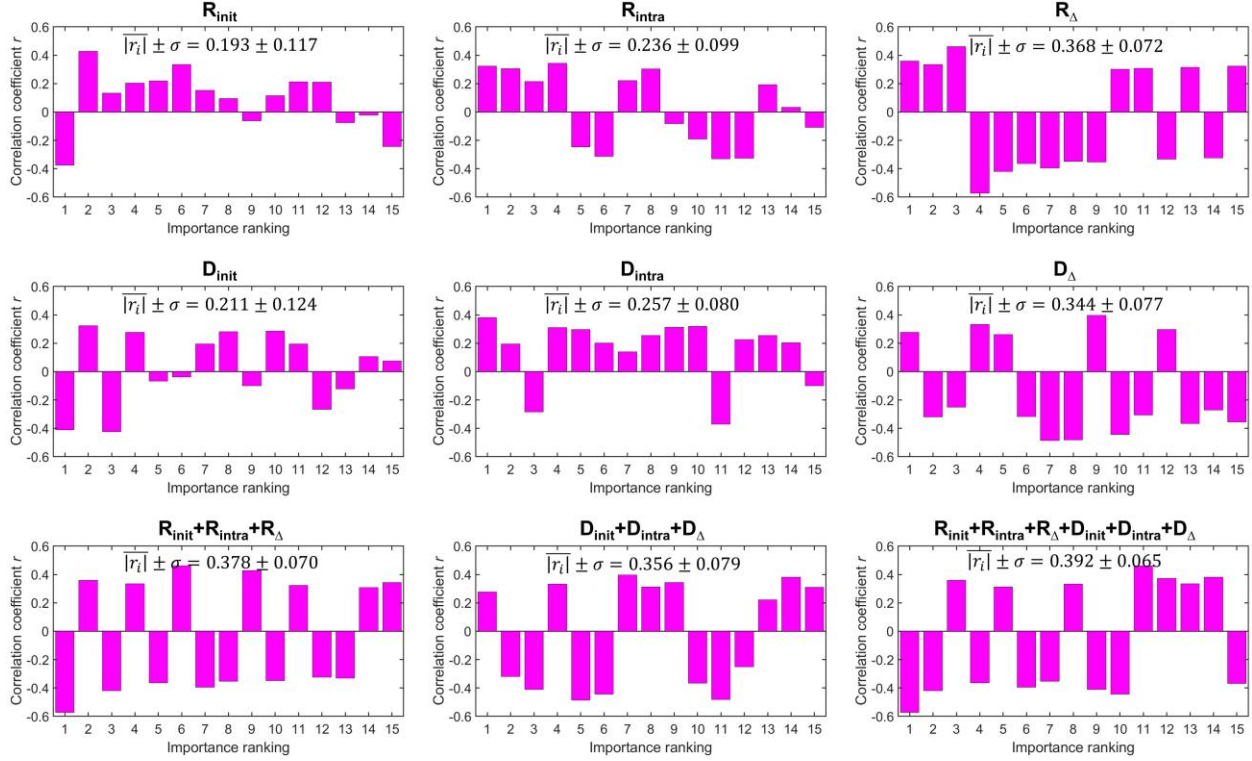 R_init
|r_i| ± σ = 0.193 ± 0.117
Correlation coefficient r
0.6
0.4
0.2
0
-0.2
-0.4
-0.6
1 2 3 4 5 6 7 8 9 10 11 12 13 14 15
Importance ranking
R_intra
|r_i| ± σ = 0.236 ± 0.099
Correlation coefficient r
0.6
0.4
0.2
0
-0.2
-0.4
-0.6
1 2 3 4 5 6 7 8 9 10 11 12 13 14 15
Importance ranking
R_Δ
|r_i| ± σ = 0.368 ± 0.072
Correlation coefficient r
0.6
0.4
0.2
0
-0.2
-0.4
-0.6
1 2 3 4 5 6 7 8 9 10 11 12 13 14 15
Importance ranking
D_init
|r_i| ± σ = 0.211 ± 0.124
Correlation coefficient r
0.6
0.4
0.2
0
-0.2
-0.4
-0.6
1 2 3 4 5 6 7 8 9 10 11 12 13 14 15
Importance ranking
D_intra
|r_i| ± σ = 0.257 ± 0.080
Correlation coefficient r
0.6
0.4
0.2
0
-0.2
-0.4
-0.6
1 2 3 4 5 6 7 8 9 10 11 12 13 14 15
Importance ranking
D_Δ
|r_i| ± σ = 0.344 ± 0.077
Correlation coefficient r
0.6
0.4
0.2
0
-0.2
-0.4
-0.6
1 2 3 4 5 6 7 8 9 10 11 12 13 14 15
Importance ranking
R_init+R_intra+R_Δ
|r_i| ± σ = 0.378 ± 0.070
Correlation coefficient r
0.6
0.4
0.2
0
-0.2
-0.4
-0.6
1 2 3 4 5 6 7 8 9 10 11 12 13 14 15
Importance ranking
D_init+D_intra+D_Δ
|r_i| ± σ = 0.356 ± 0.079
Correlation coefficient r
0.6
0.4
0.2
0
-0.2
-0.4
-0.6
1 2 3 4 5 6 7 8 9 10 11 12 13 14 15
Importance ranking
R_init+R_intra+R_Δ+D_init+D_intra+D_Δ
|r_i| ± σ = 0.392 ± 0.065
Correlation coefficient r
0.6
0.4
0.2
0
-0.2
-0.4
-0.6
1 2 3 4 5 6 7 8 9 10 11 12 13 14 15
Importance ranking